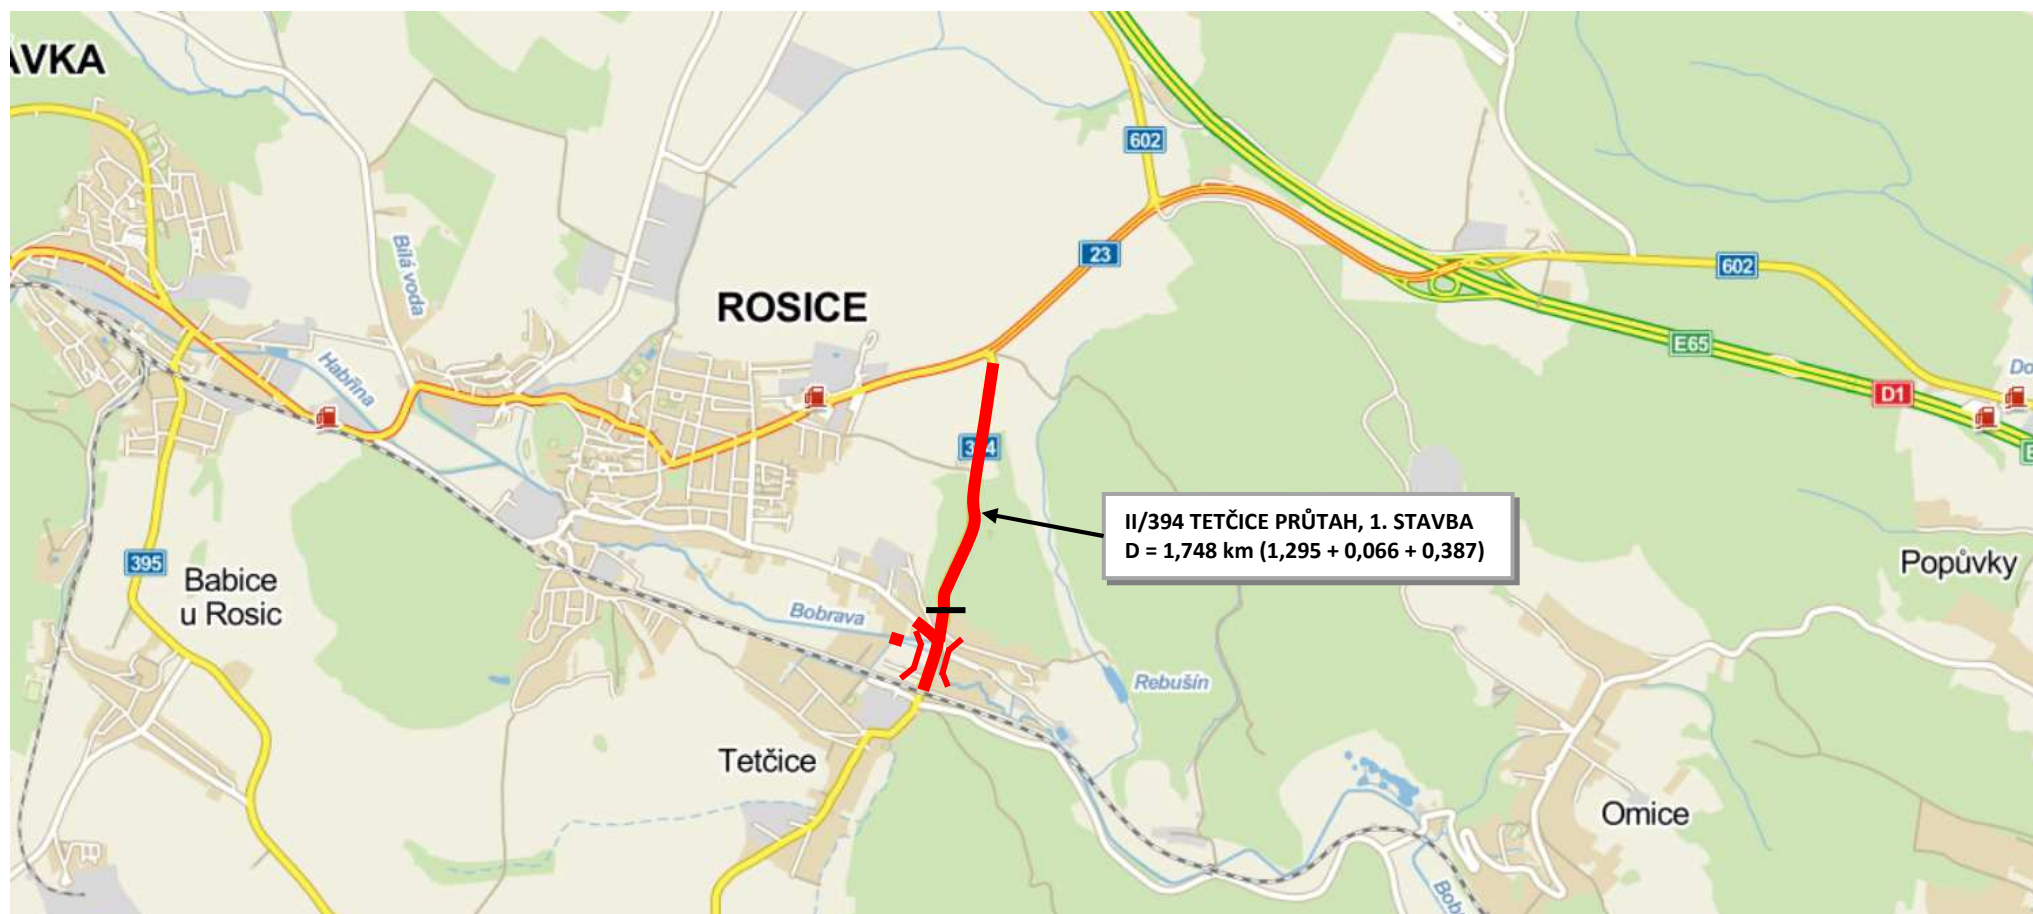 ÁVKA
602
23
602
Bílá voda
ROSICE
E65
Habřina
D1
II/394 TETČICE PRŮTAH, 1. STAVBA
D = 1,748 km (1,295 + 0,066 + 0,387)
395
Babice
u Rosic
Popůvky
Bobrava
Rebušín
Tetčice
Omice